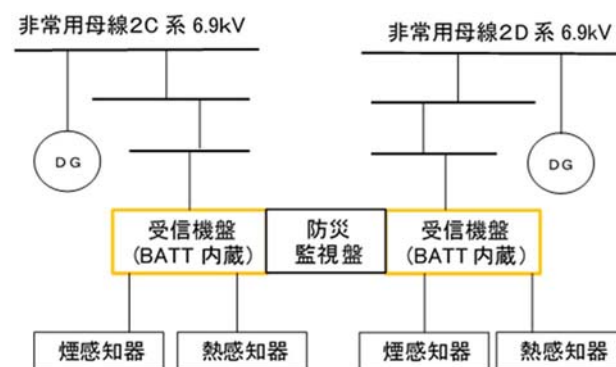 非常用母線2C 系 6.9kV
非常用母線2D 系 6.9kV
DG
DG
受信機盤
(BATT 内蔵)
防災
監視盤
受信機盤
(BATT 内蔵)
煙感知器
熱感知器
煙感知器
熱感知器